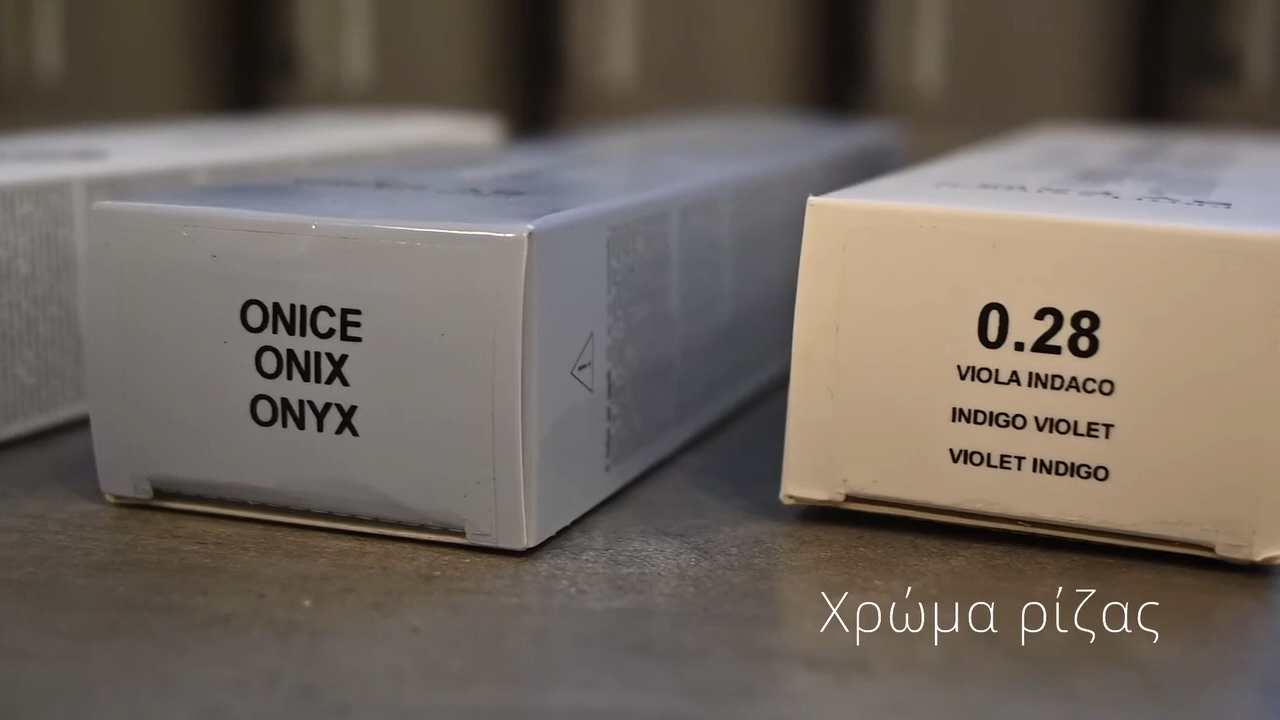 ONICE
ONIX
ONYX
0.28
VIOLA INDACO
INDIGO VIOLET
VIOLET INDIGO
Χρώμα ρίζας